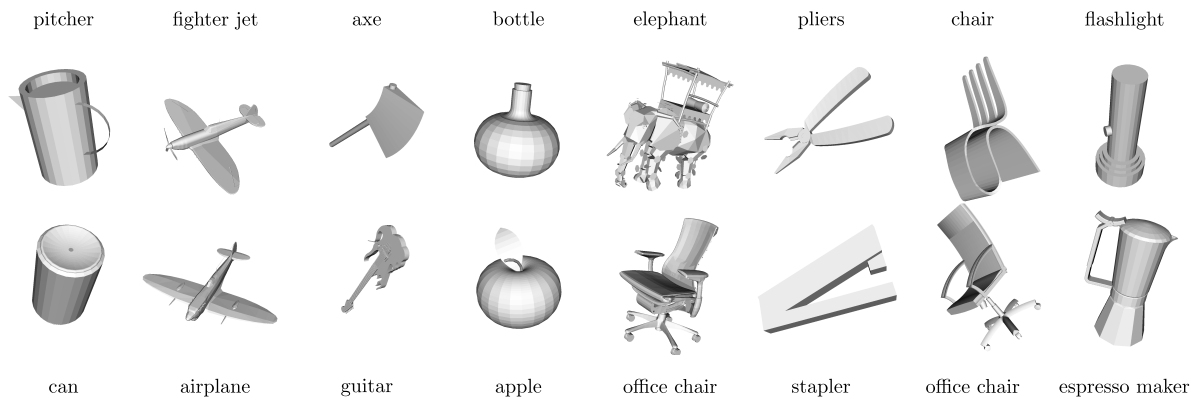 pitcher fighter jet axe bottle elephant pliers chair flashlight
can airplane guitar apple office chair stapler office chair espresso maker